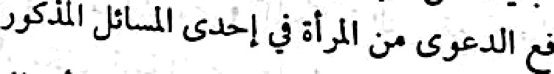 فع الدعوى من المرأة في إحدى المسائل المذكور